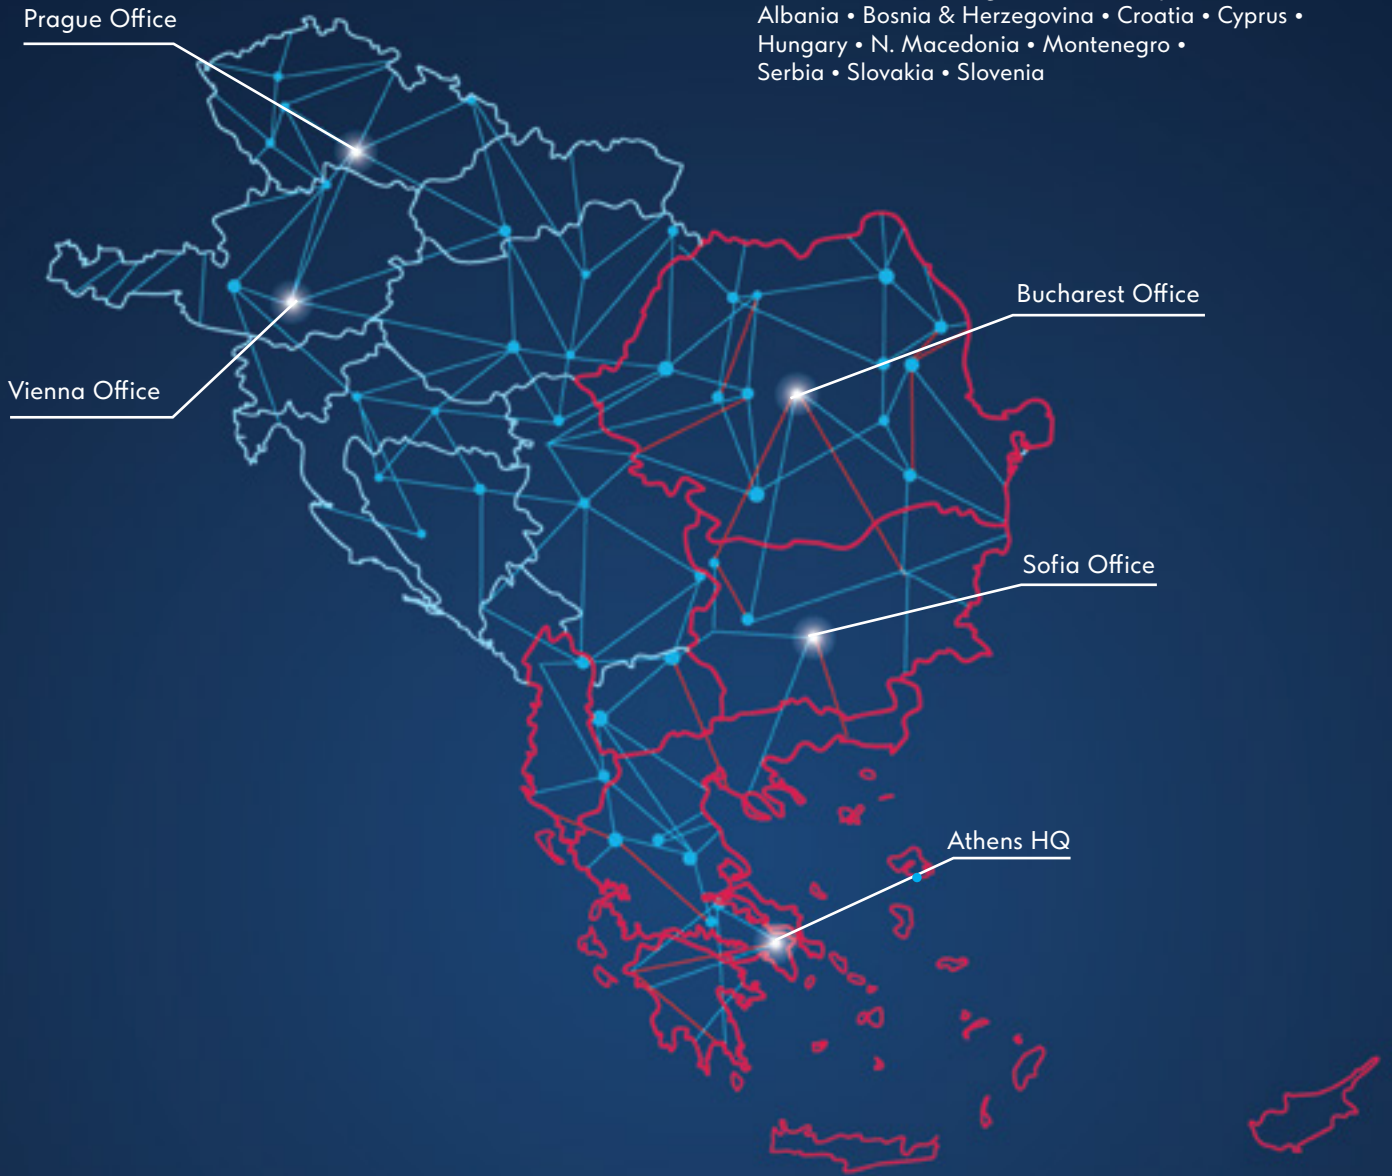 Prague Office
Albania • Bosnia & Herzegovina • Croatia • Cyprus •
Hungary • N. Macedonia • Montenegro •
Serbia • Slovakia • Slovenia
Bucharest Office
Vienna Office
Sofia Office
Athens HQ